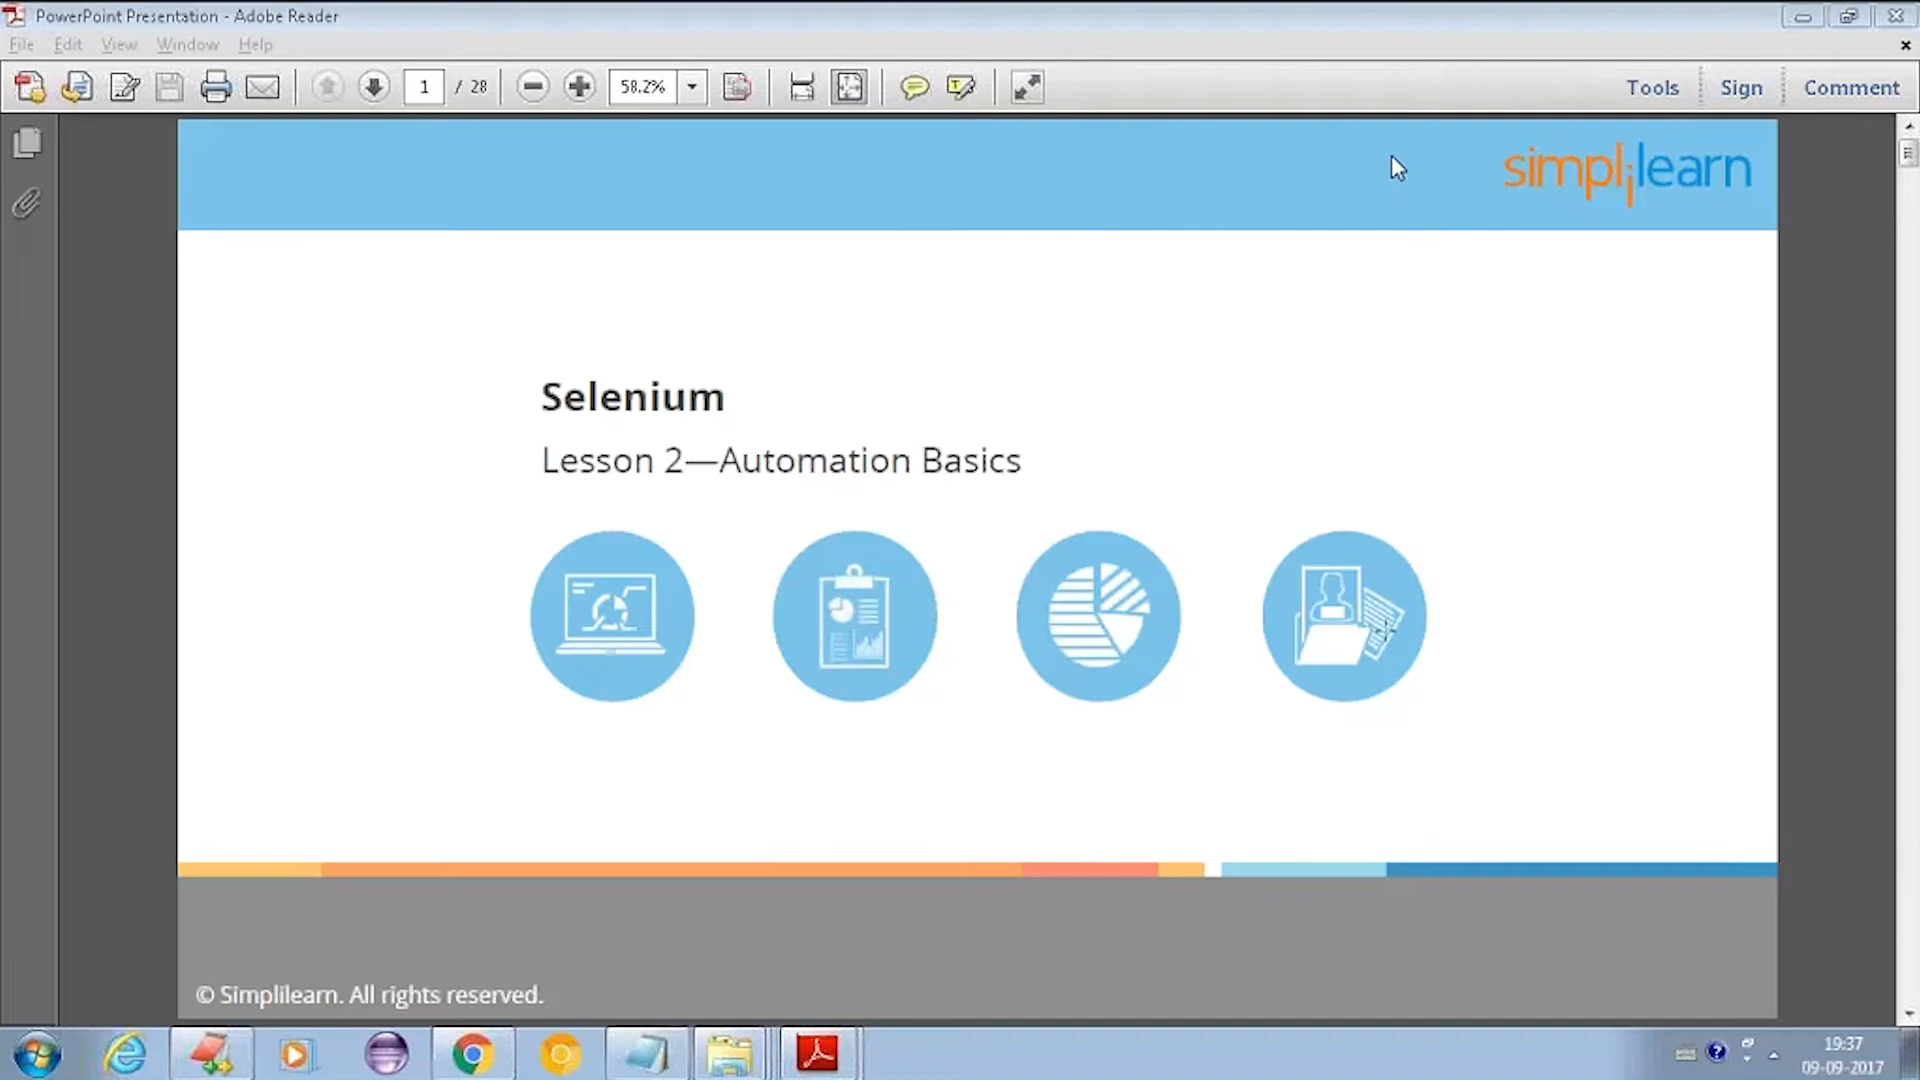 PowerPoint Presentation - Adobe Reader
File Edit View Window Help
1 / 28 58.2% Tools Sign Comment
simplilearn
Selenium
Lesson 2—Automation Basics
© Simplilearn. All rights reserved.
19:37
09-09-2017